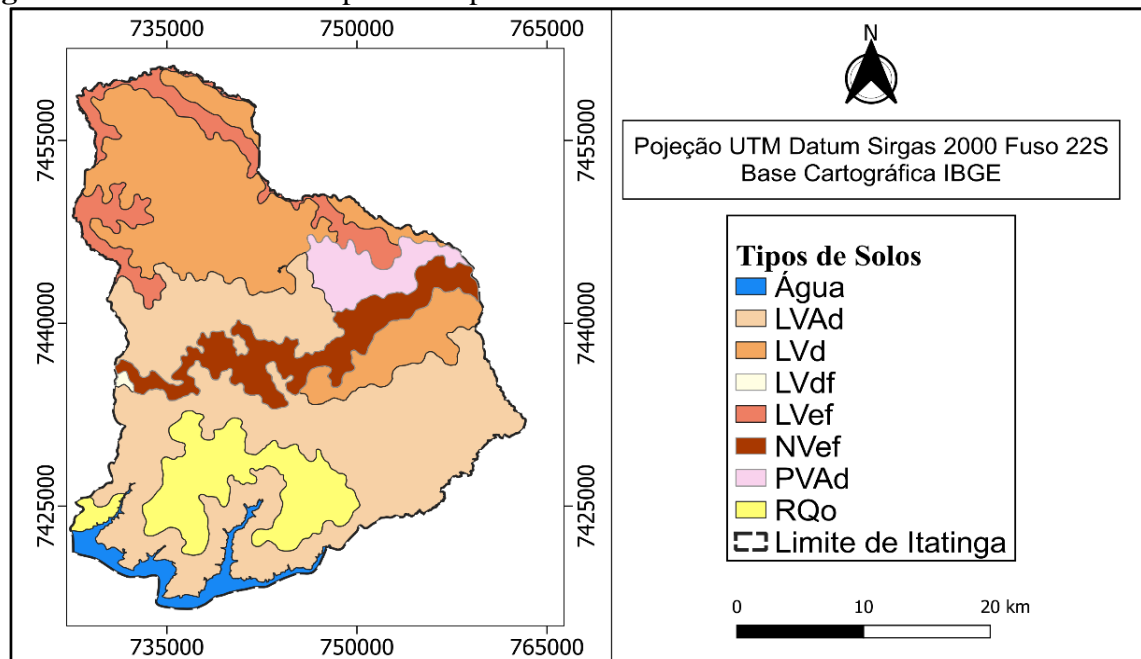 735000 750000 765000
7455000
7440000
7425000
7455000
7440000
7425000
735000 750000 765000
N
Pojeção UTM Datum Sirgas 2000 Fuso 22S
Base Cartográfica IBGE
Tipos de Solos
Água
LVAd
LVd
LVdf
LVef
NVef
PVAd
RQo
Limite de Itatinga
0 10 20 km